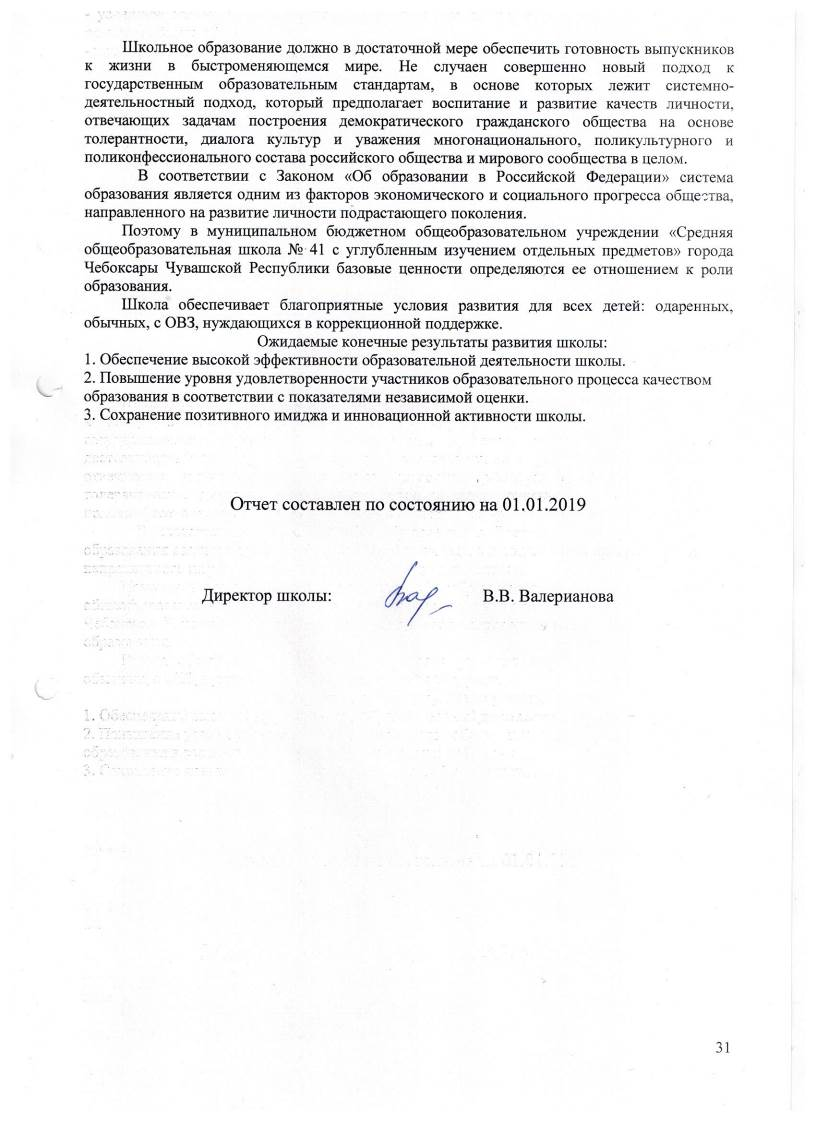 Школьное образование должно в достаточной мере обеспечить готовность выпускников
к жизни в быстроменяющемся мире. Не случаен совершенно новый подход к
государственным образовательным стандартам, в основе которых лежит системно-
деятельностный подход, который предполагает воспитание и развитие качеств личности,
отвечающих задачам построения демократического гражданского общества на основе
толерантности, диалога культур и уважения многонационального, поликультурного и
поликонфессионального состава российского общества и мирового сообщества в целом.
В соответствии с Законом «Об образовании в Российской Федерации» система
образования является одним из факторов экономического и социального прогресса общества,
направленного на развитие личности подрастающего поколения.
Поэтому в муниципальном бюджетном общеобразовательном учреждении «Средняя
общеобразовательная школа № 41 с углубленным изучением отдельных предметов» города
Чебоксары Чувашской Республики базовые ценности определяются ее отношением к роли
образования.
Школа обеспечивает благоприятные условия развития для всех детей: одаренных,
обычных, с ОВЗ, нуждающихся в коррекционной поддержке.
Ожидаемые конечные результаты развития школы:
1. Обеспечение высокой эффективности образовательной деятельности школы.
2. Повышение уровня удовлетворенности участников образовательного процесса качеством
образования в соответствии с показателями независимой оценки.
3. Сохранение позитивного имиджа и инновационной активности школы.
Отчет составлен по состоянию на 01.01.2019
Директор школы: В.В. Валерианова
31